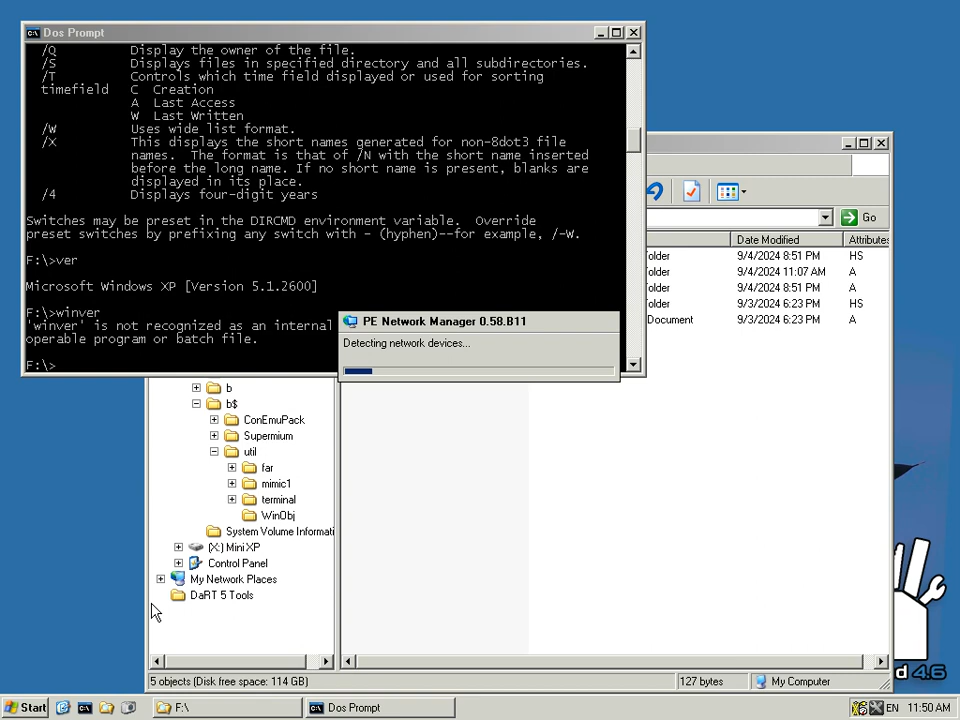 Dos Prompt
/Q Display the owner of the file.
/S Displays files in specified directory and all subdirectories.
/T Controls which time field displayed or used for sorting
timefield C Creation
A Last Access
W Last Written
/W Uses wide list format.
/X This displays the short names generated for non-8dot3 file
names. The format is that of /N with the short name inserted
before the long name. If no short name is present, blanks are
displayed in its place.
/4 Displays four-digit years
Switches may be preset in the DIRCMD environment variable. Override
preset switches by prefixing any switch with - (hyphen)--for example, /-W.
F:\>ver
Microsoft Windows XP [Version 5.1.2600]
F:\>winver
'winver' is not recognized as an internal
operable program or batch file.
F:\>
PE Network Manager 0.58.B11
Detecting network devices...
Go
Date Modified Attributes
older 9/4/2024 8:51 PM HS
older 9/4/2024 11:07 AM A
older 9/4/2024 8:51 PM A
older 9/3/2024 6:23 PM HS
Document 9/3/2024 6:23 PM A
b
b$
ConEmuPack
Supermium
util
far
mimic1
terminal
WinObj
System Volume Informati
(X:) MiniXP
Control Panel
My Network Places
DaRT 5 Tools
5 objects (Disk free space: 114 GB) 127 bytes My Computer
d 4.6
Start F:\ Dos Prompt EN 11:50 AM